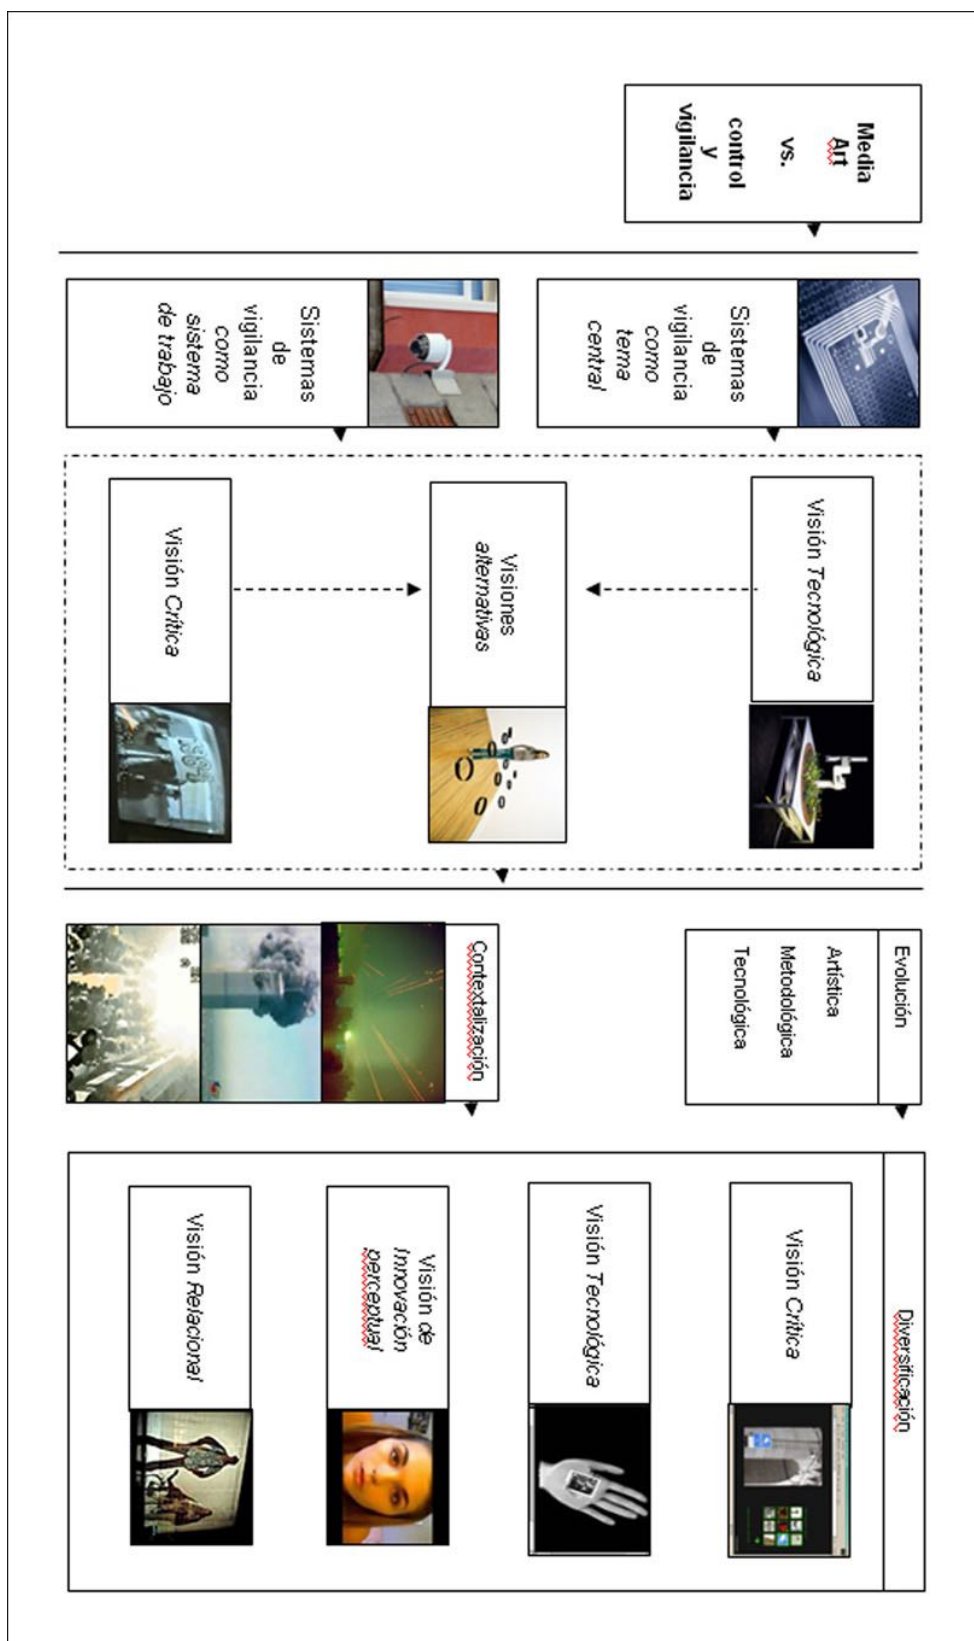 Media
Art
vs.
control
y
vigilancia
Sistemas
de
vigilancia
como
tema
central
Sistemas
de
vigilancia
como
sistema
de trabajo
Visión Tecnológica
Visiones
alternativas
Visión Crítica
Evolución
Artística
Metodológica
Tecnológica
Contextalización
Diversificación
Visión Crítica
Visión Tecnológica
Visión de
Innovación
perceptual
Visión Relacional